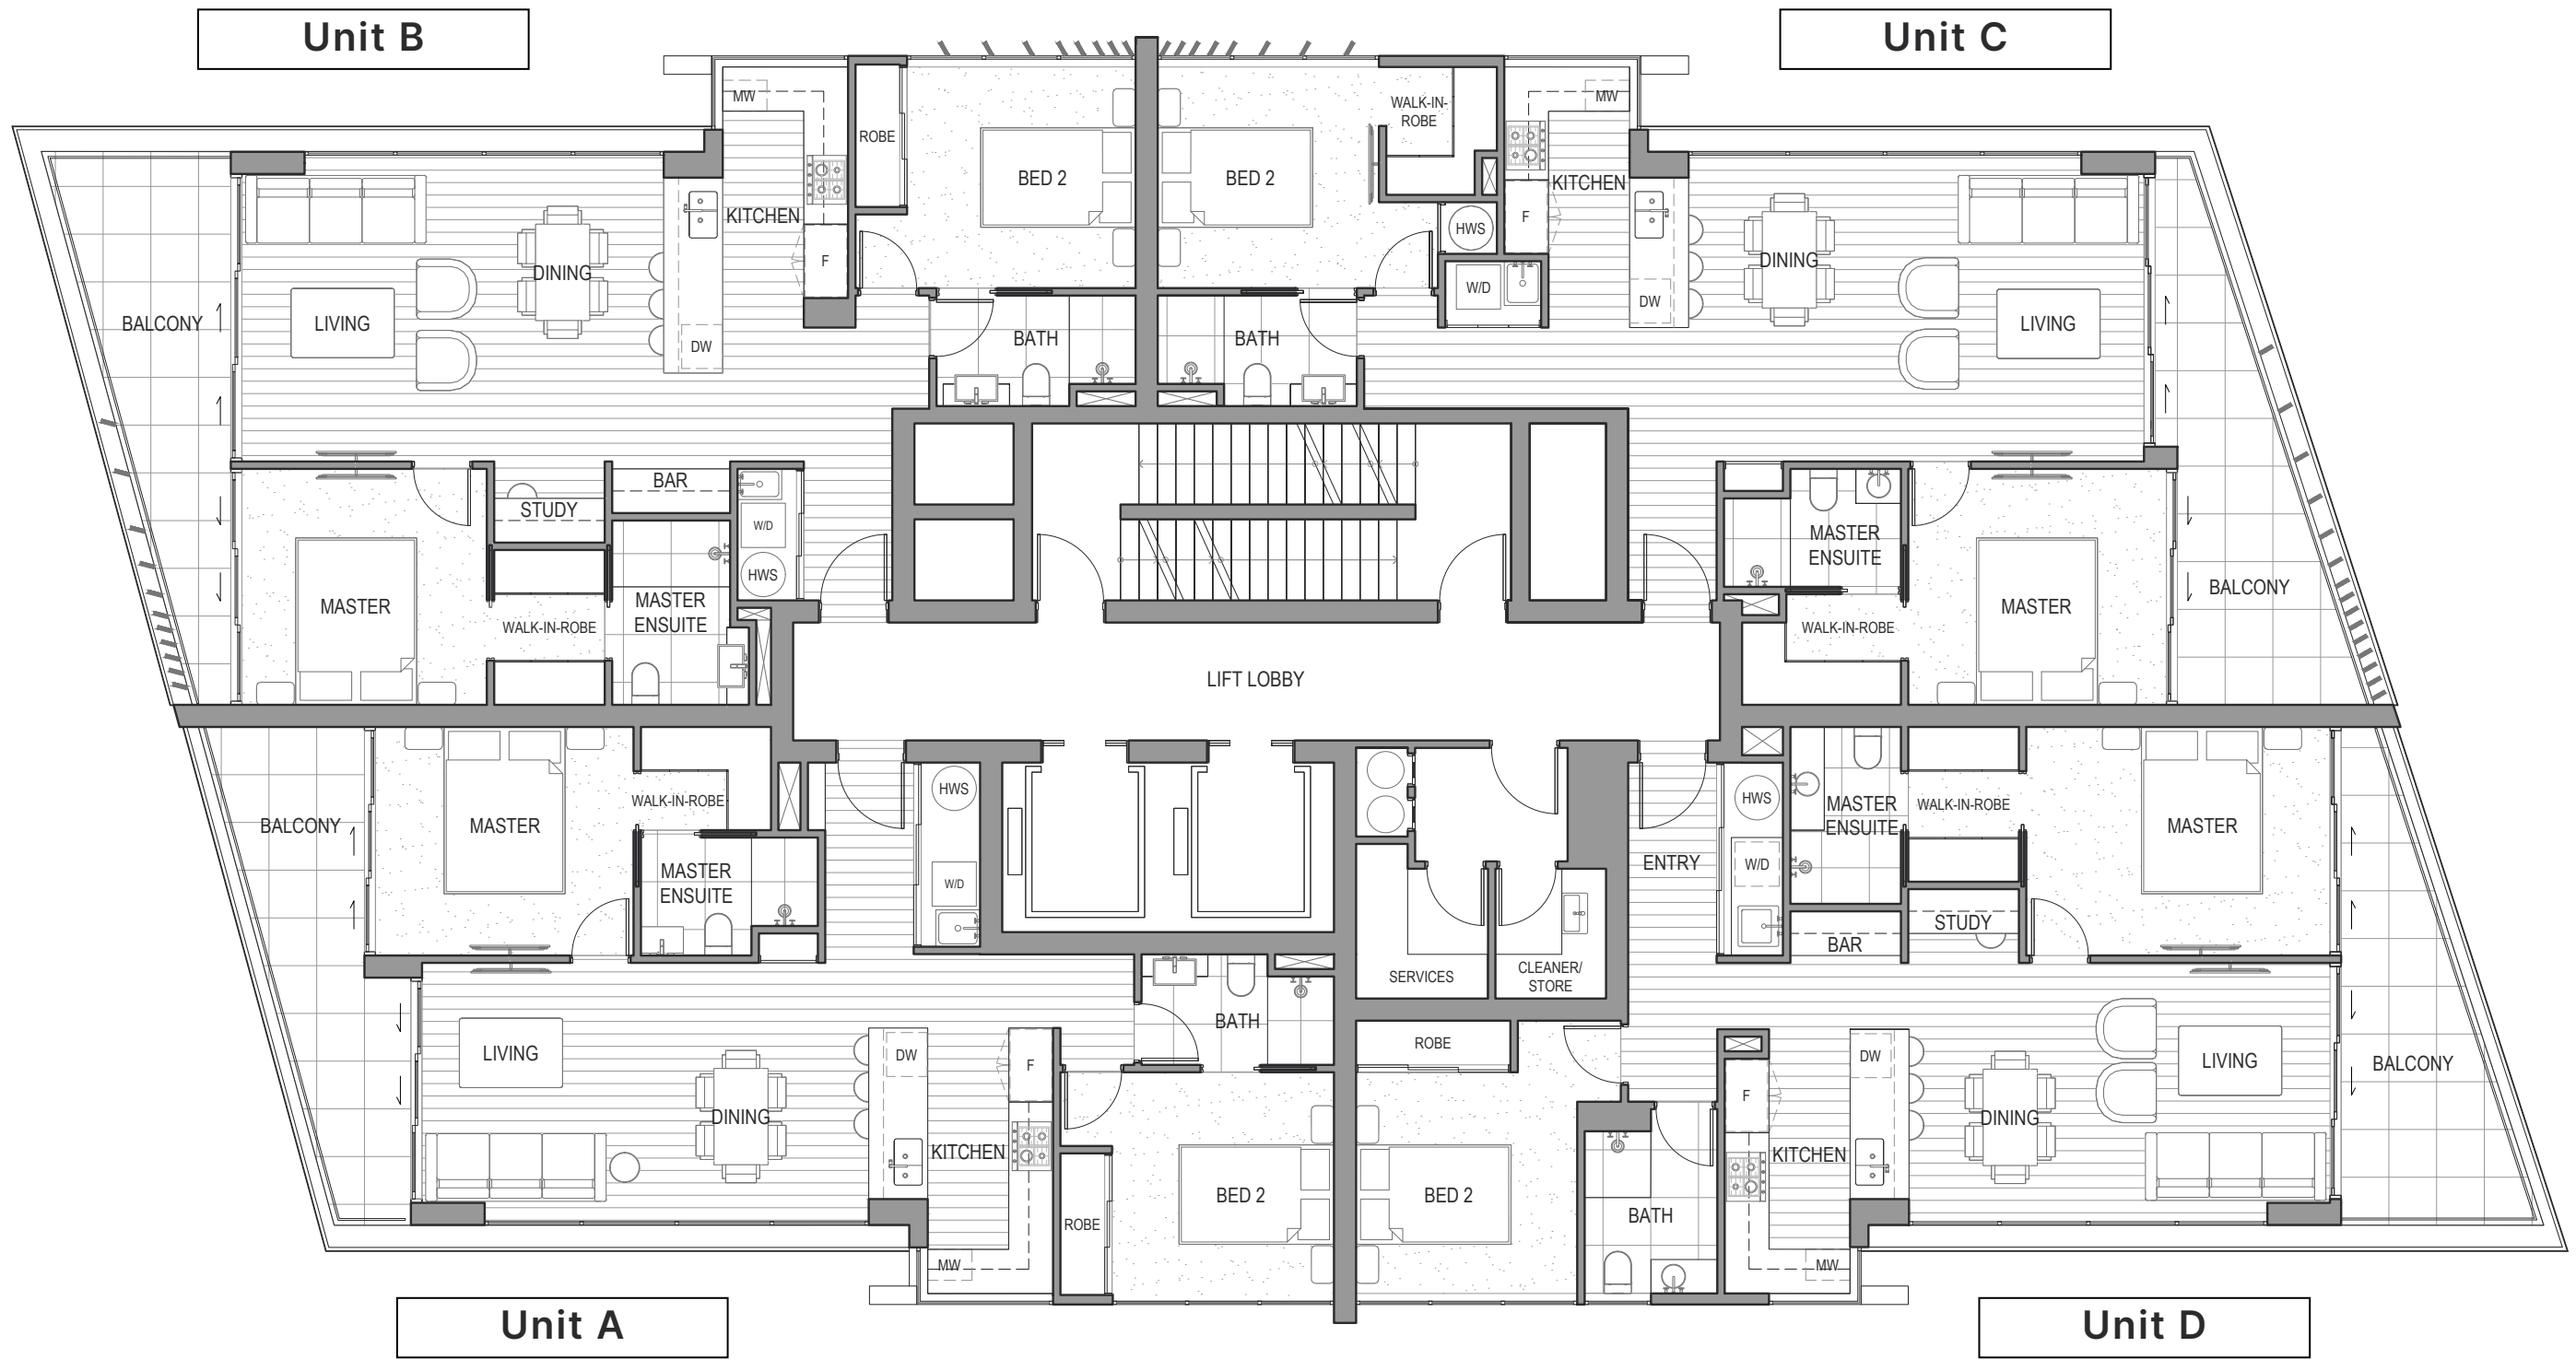 Unit B
Unit C
MW
ROBE
BED 2
KITCHEN
F
DINING
LIVING
BALCONY
DW
BATH
BED 2
WALK-IN-
ROBE
MW
KITCHEN
F
HWS
W/D
BATH
DINING
DW
LIVING
BAR
STUDY
W/D
HWS
MASTER
WALK-IN-ROBE
MASTER
ENSUITE
MASTER
ENSUITE
WALK-IN-ROBE
MASTER
BALCONY
LIFT LOBBY
BALCONY
MASTER
WALK-IN-ROBE
MASTER
ENSUITE
HWS
W/D
SERVICES
CLEANER/
STORE
ENTRY
HWS
W/D
MASTER
ENSUITE
WALK-IN-ROBE
MASTER
BAR
STUDY
LIVING
DINING
DW
KITCHEN
F
MW
BATH
ROBE
BED 2
ROBE
BED 2
BATH
F
KITCHEN
MW
DW
DINING
LIVING
BALCONY
Unit A
Unit D